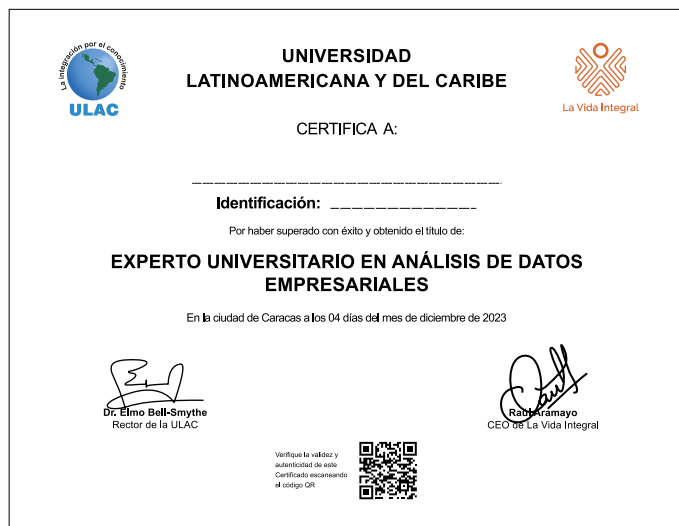 La integración por el conocimiento
ULAC
UNIVERSIDAD
LATINOAMERICANA Y DEL CARIBE
La Vida Integral
CERTIFICA A:
Identificación:
Por haber superado con éxito y obtenido el título de:
EXPERTO UNIVERSITARIO EN ANÁLISIS DE DATOS
EMPRESARIALES
En la ciudad de Caracas a los 04 días del mes de diciembre de 2023
Dr. Elmo Bell-Smythe
Rector de la ULAC
Raúl Aramayo
CEO de La Vida Integral
Verifique la validez y
autenticidad de este
Certificado escaneando
el código QR